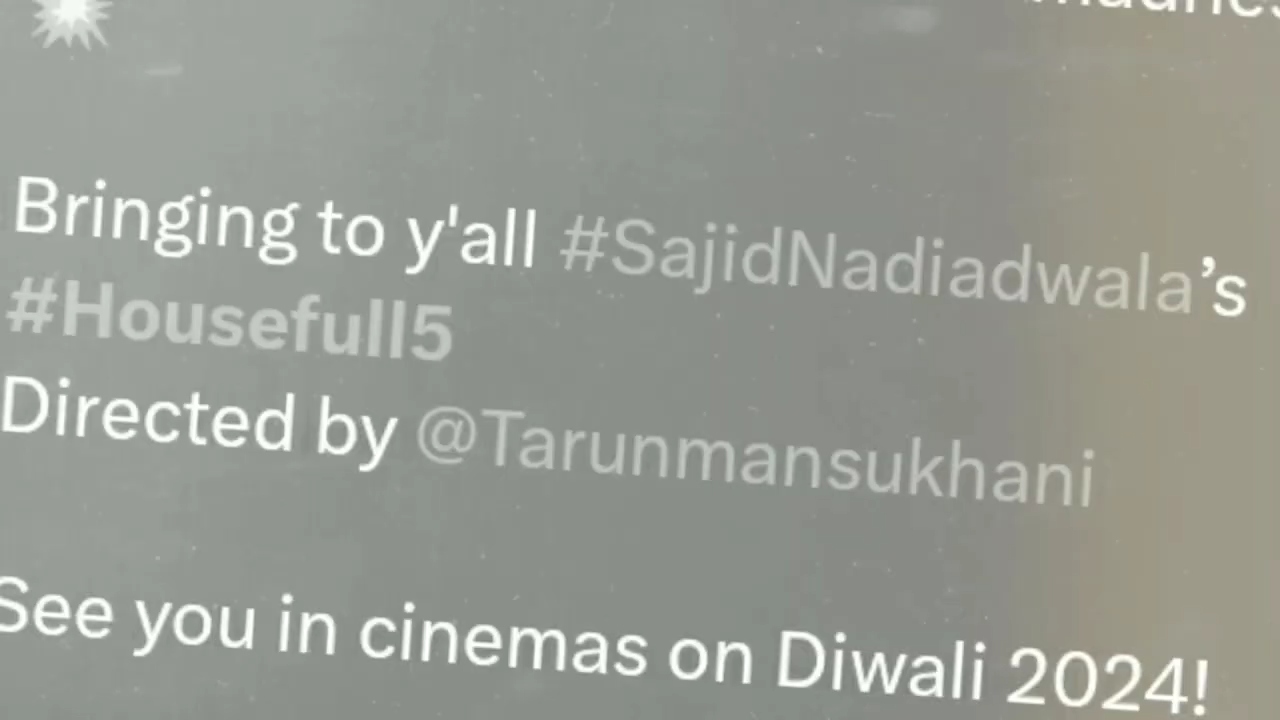 Bringing to y'all #SajidNadiadwala’s
#Housefull5
Directed by @Tarunmansukhani
See you in cinemas on Diwali 2024!